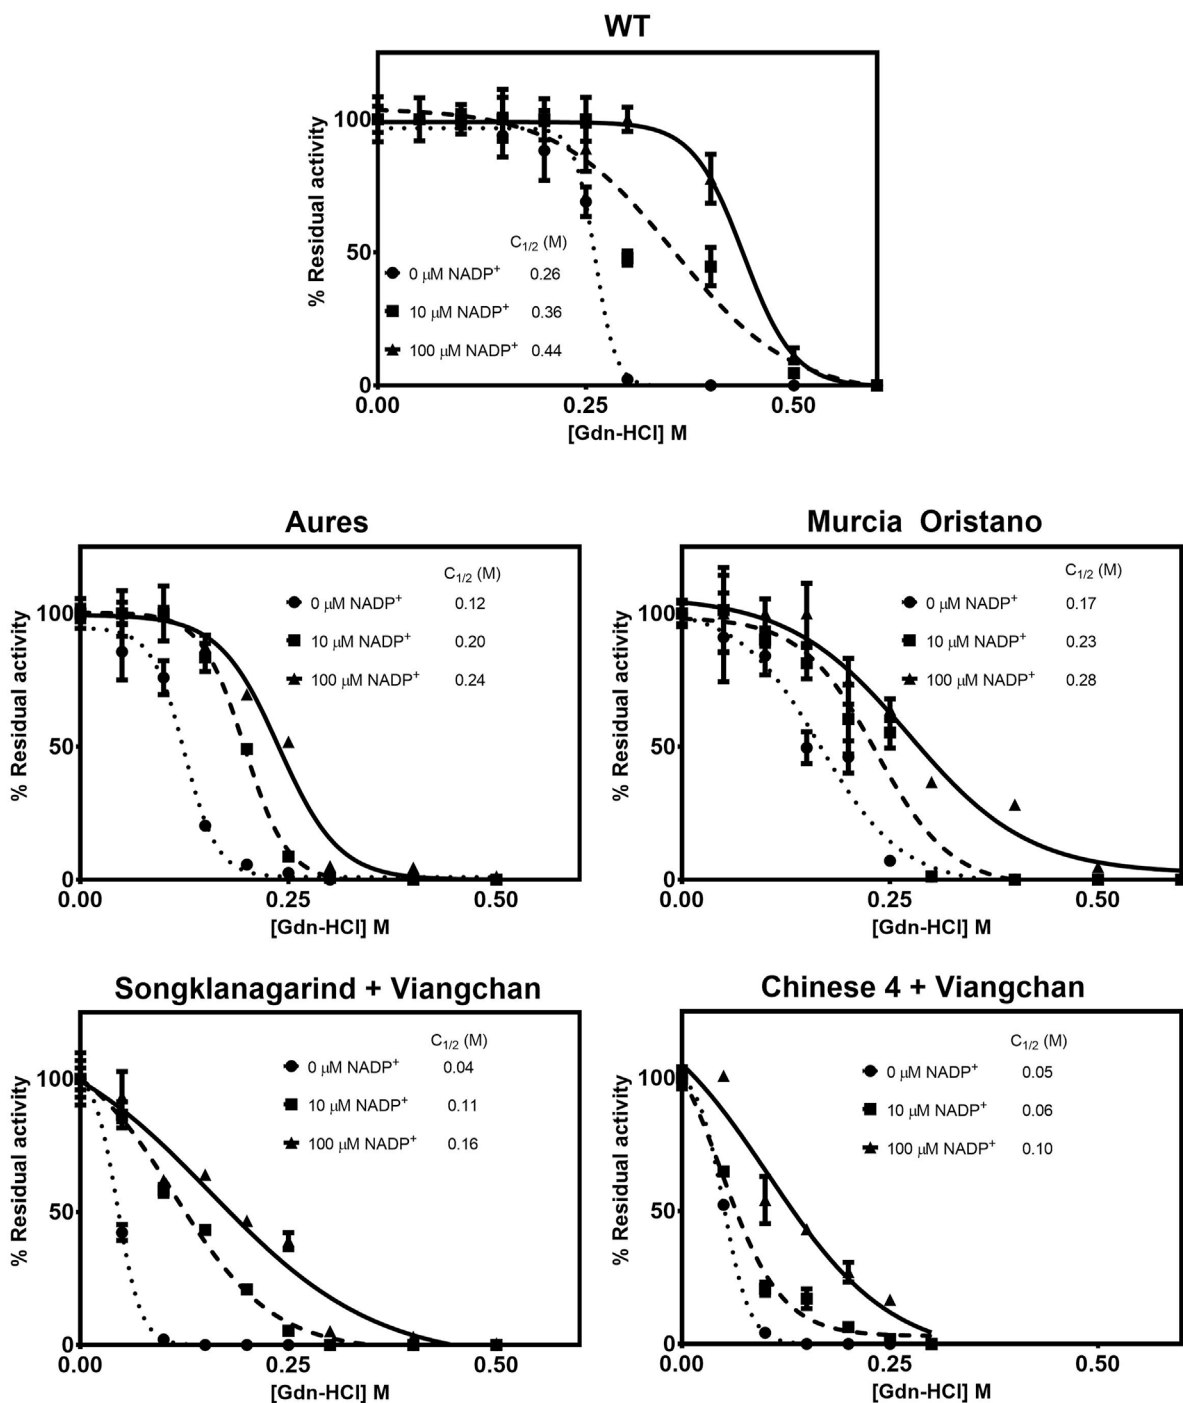 WT
% Residual activity
100
50
0
C1/2 (M)
0 μM NADP+ 0.26
10 μM NADP+ 0.36
100 μM NADP+ 0.44
0.00 0.25 0.50
[Gdn-HCl] M
Aures
% Residual activity
100
50
0
C1/2 (M)
0 μM NADP+ 0.12
10 μM NADP+ 0.20
100 μM NADP+ 0.24
0.00 0.25 0.50
[Gdn-HCl] M
Murcia Oristano
% Residual activity
100
50
0
C1/2 (M)
0 μM NADP+ 0.17
10 μM NADP+ 0.23
100 μM NADP+ 0.28
0.00 0.25 0.50
[Gdn-HCl] M
Songklanagarind + Viangchan
% Residual activity
100
50
0
C1/2 (M)
0 μM NADP+ 0.04
10 μM NADP+ 0.11
100 μM NADP+ 0.16
0.00 0.25 0.50
[Gdn-HCl] M
Chinese 4 + Viangchan
% Residual activity
100
50
0
C1/2 (M)
0 μM NADP+ 0.05
10 μM NADP+ 0.06
100 μM NADP+ 0.10
0.00 0.25 0.50
[Gdn-HCl] M